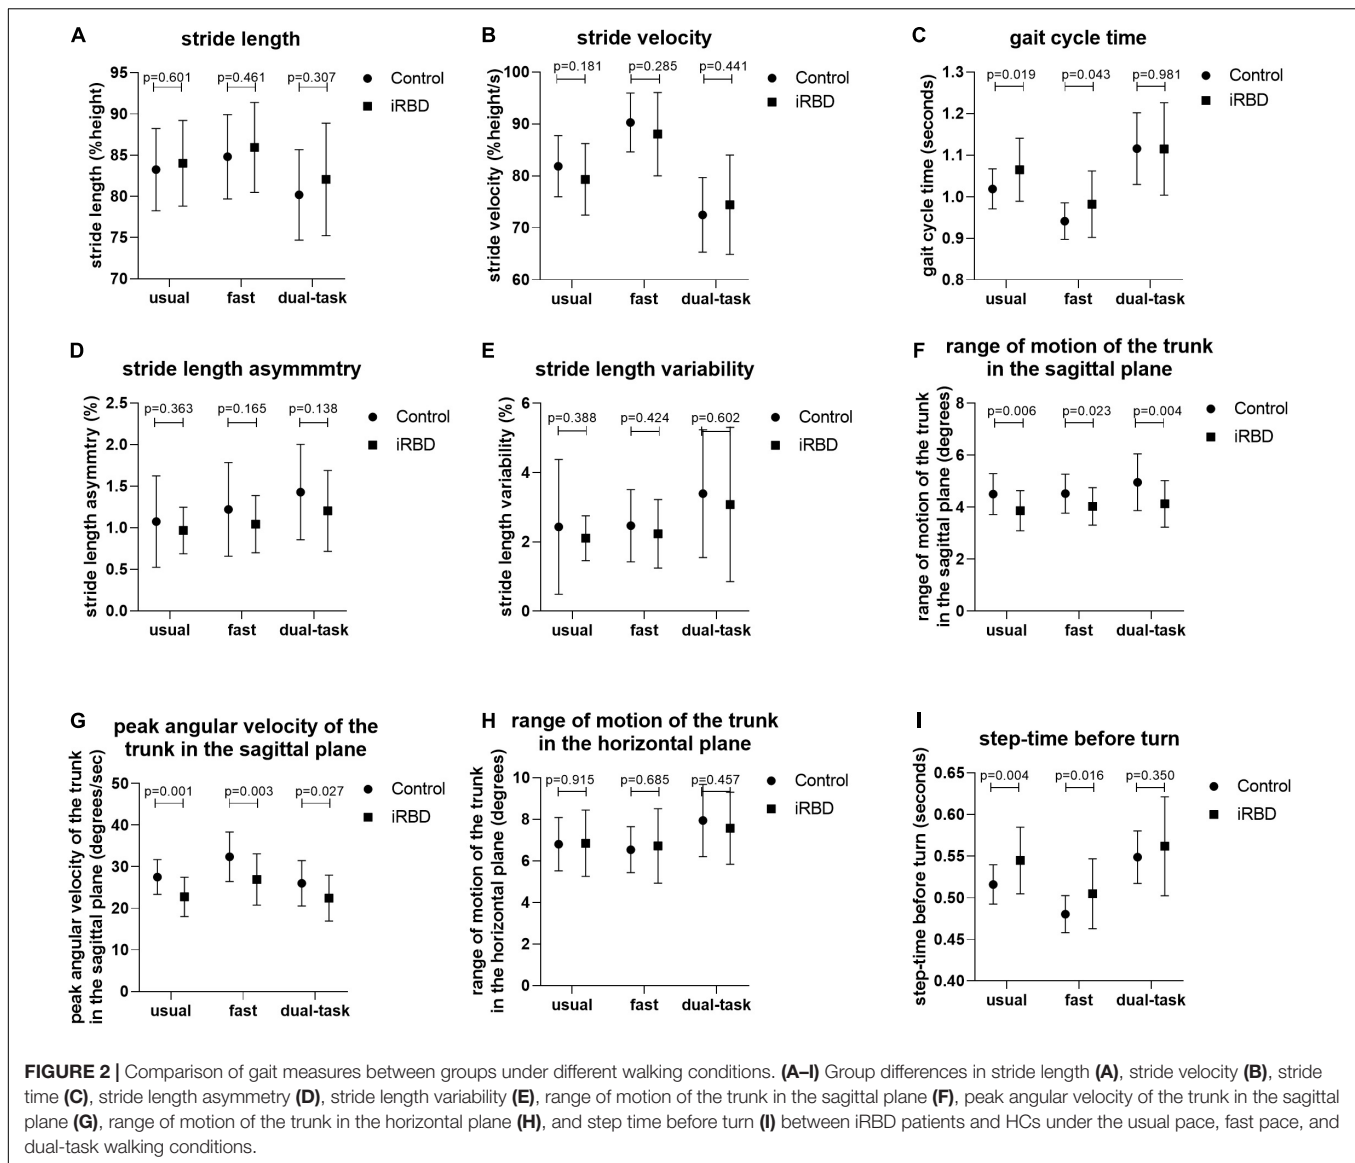 A
stride length
p=0.601
p=0.461
p=0.307
Control
iRBD
stride length (%height)
95
90
85
80
75
70
usual
fast
dual-task
B
stride velocity
p=0.181
p=0.285
p=0.441
Control
iRBD
stride velocity (%height/s)
100
90
80
70
60
usual
fast
dual-task
C
gait cycle time
p=0.019
p=0.043
p=0.981
Control
iRBD
gait cycle time (seconds)
1.3
1.2
1.1
1.0
0.9
0.8
usual
fast
dual-task
D
stride length asymmmtry
p=0.363
p=0.165
p=0.138
Control
iRBD
stride length asymmtry (%)
2.5
2.0
1.5
1.0
0.5
0.0
usual
fast
dual-task
E
stride length variability
p=0.388
p=0.424
p=0.602
Control
iRBD
stride length variability (%)
6
4
2
0
usual
fast
dual-task
F
range of motion of the trunk
in the sagittal plane
p=0.006
p=0.023
p=0.004
Control
iRBD
range of motion of the trunk
in the sagittal plane (degrees)
8
6
4
2
0
usual
fast
dual-task
G
peak angular velocity of the
trunk in the sagittal plane
p=0.001
p=0.003
p=0.027
Control
iRBD
peak angular velocity of the trunk
in the sagittal plane (degrees/sec)
50
40
30
20
10
0
usual
fast
dual-task
H
range of motion of the trunk
in the horizontal plane
p=0.915
p=0.685
p=0.457
Control
iRBD
range of motion of the trunk
in the horizontal plane (degrees)
10
8
6
4
2
0
usual
fast
dual-task
I
step-time before turn
p=0.004
p=0.016
p=0.350
Control
iRBD
step-time before turn (seconds)
0.65
0.60
0.55
0.50
0.45
0.40
usual
fast
dual-task
FIGURE 2 | Comparison of gait measures between groups under different walking conditions. (A–I) Group differences in stride length (A), stride velocity (B), stride
time (C), stride length asymmetry (D), stride length variability (E), range of motion of the trunk in the sagittal plane (F), peak angular velocity of the trunk in the sagittal
plane (G), range of motion of the trunk in the horizontal plane (H), and step time before turn (I) between iRBD patients and HCs under the usual pace, fast pace, and
dual-task walking conditions.